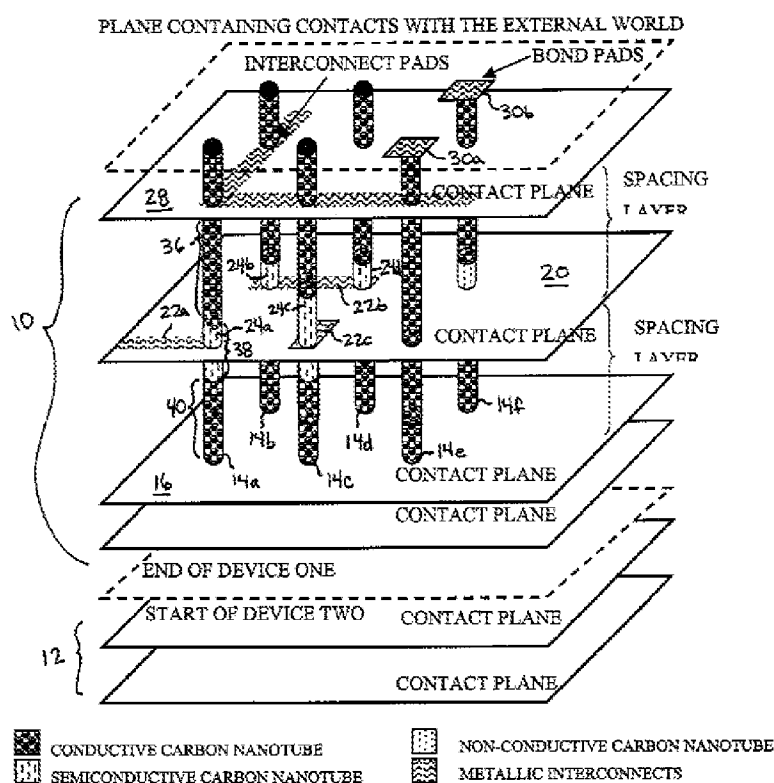 PLANE CONTAINING CONTACTS WITH THE EXTERNAL WORLD
INTERCONNECT PADS
BOND PADS
30b
30a
28
CONTACT PLANE
SPACING
LAYER
36
24b
24d
20
22a
24c
22b
10
24a
22c
38
CONTACT PLANE
SPACING
LAYER
40
14b
14d
14f
14a
14c
14e
16
CONTACT PLANE
CONTACT PLANE
END OF DEVICE ONE
START OF DEVICE TWO
CONTACT PLANE
12
CONTACT PLANE
CONDUCTIVE CARBON NANOTUBE
NON-CONDUCTIVE CARBON NANOTUBE
SEMICONDUCTIVE CARBON NANOTUBE
METALLIC INTERCONNECTS